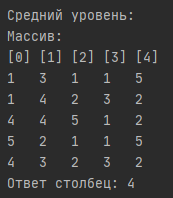 Средний уровень:
Массив:
[0] [1] [2] [3] [4]
1 3 1 1 5
1 4 2 3 2
4 4 5 1 2
5 2 1 1 5
4 3 2 3 2
Ответ столбец: 4